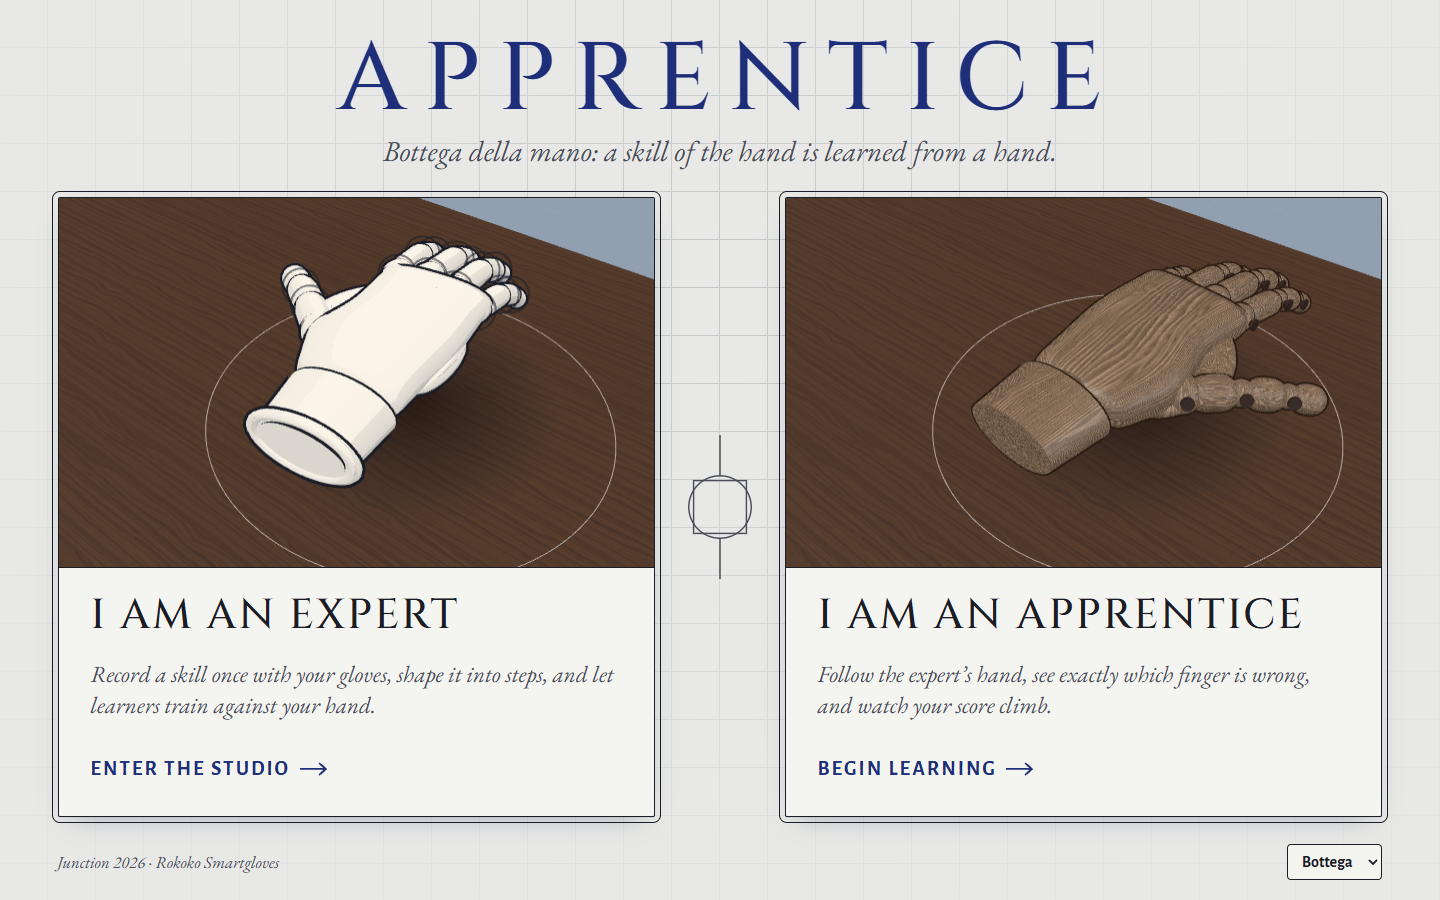 APPRENTICE
Bottega della mano: a skill of the hand is learned from a hand.
I AM AN EXPERT
Record a skill once with your gloves, shape it into steps, and let
learners train against your hand.
ENTER THE STUDIO →
I AM AN APPRENTICE
Follow the expert’s hand, see exactly which finger is wrong,
and watch your score climb.
BEGIN LEARNING →
Junction 2026 · Rokoko Smartgloves
Bottega